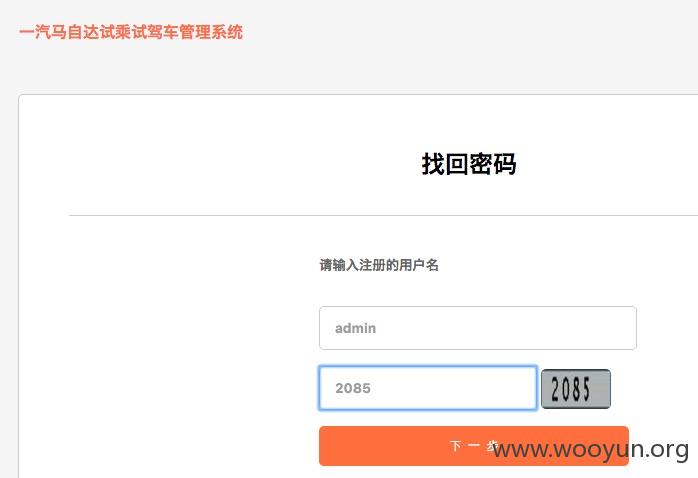 一汽马自达试乘试驾车管理系统
找回密码
请输入注册的用户名
admin
2085
2085
下一步
www.wooyun.org